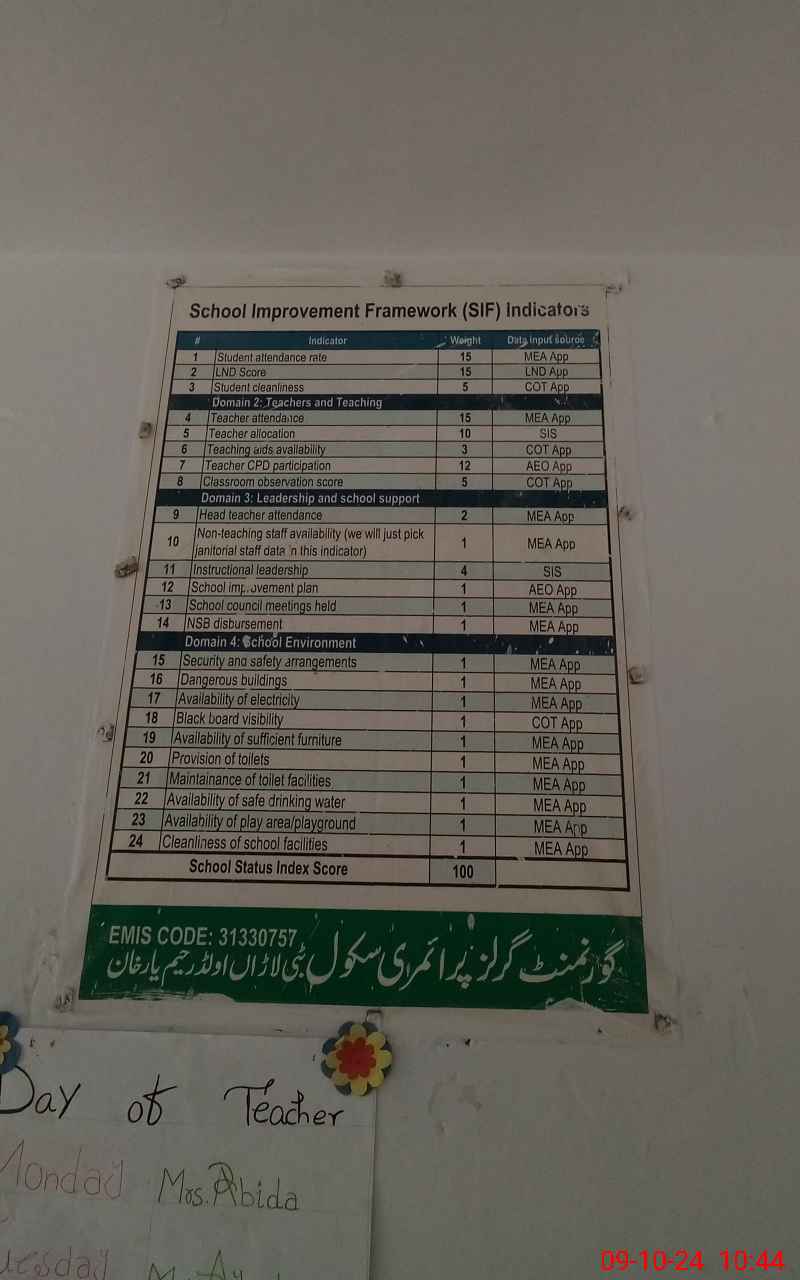 School Improvement Framework (SIF) Indicators
# Indicator Weight Data input source
1 Student attendance rate 15 MEA App
2 LND Score 15 LND App
3 Student cleanliness 5 COT App
Domain 2: Teachers and Teaching
4 Teacher attendance 15 MEA App
5 Teacher allocation 10 SIS
6 Teaching aids availability 3 COT App
7 Teacher CPD participation 12 AEO App
8 Classroom observation score 5 COT App
Domain 3: Leadership and school support
9 Head teacher attendance 2 MEA App
10 Non-teaching staff availability (we will just pick
janitorial staff data in this indicator) 1 MEA App
11 Instructional leadership 4 SIS
12 School improvement plan 1 AEO App
13 School council meetings held 1 MEA App
14 NSB disbursement 1 MEA App
Domain 4: School Environment
15 Security and safety arrangements 1 MEA App
16 Dangerous buildings 1 MEA App
17 Availability of electricity 1 MEA App
18 Black board visibility 1 COT App
19 Availability of sufficient furniture 1 MEA App
20 Provision of toilets 1 MEA App
21 Maintainance of toilet facilities 1 MEA App
22 Availability of safe drinking water 1 MEA App
23 Availability of play area/playground 1 MEA App
24 Cleanliness of school facilities 1 MEA App
School Status Index Score 100
EMIS CODE: 31330757
گورنمنٹ گرلز پرائمری سکول بٹی لاڑاں اولڈ رحیم یار خان
Day of Teacher
Monday Mrs. Abida
09-10-24 10:44